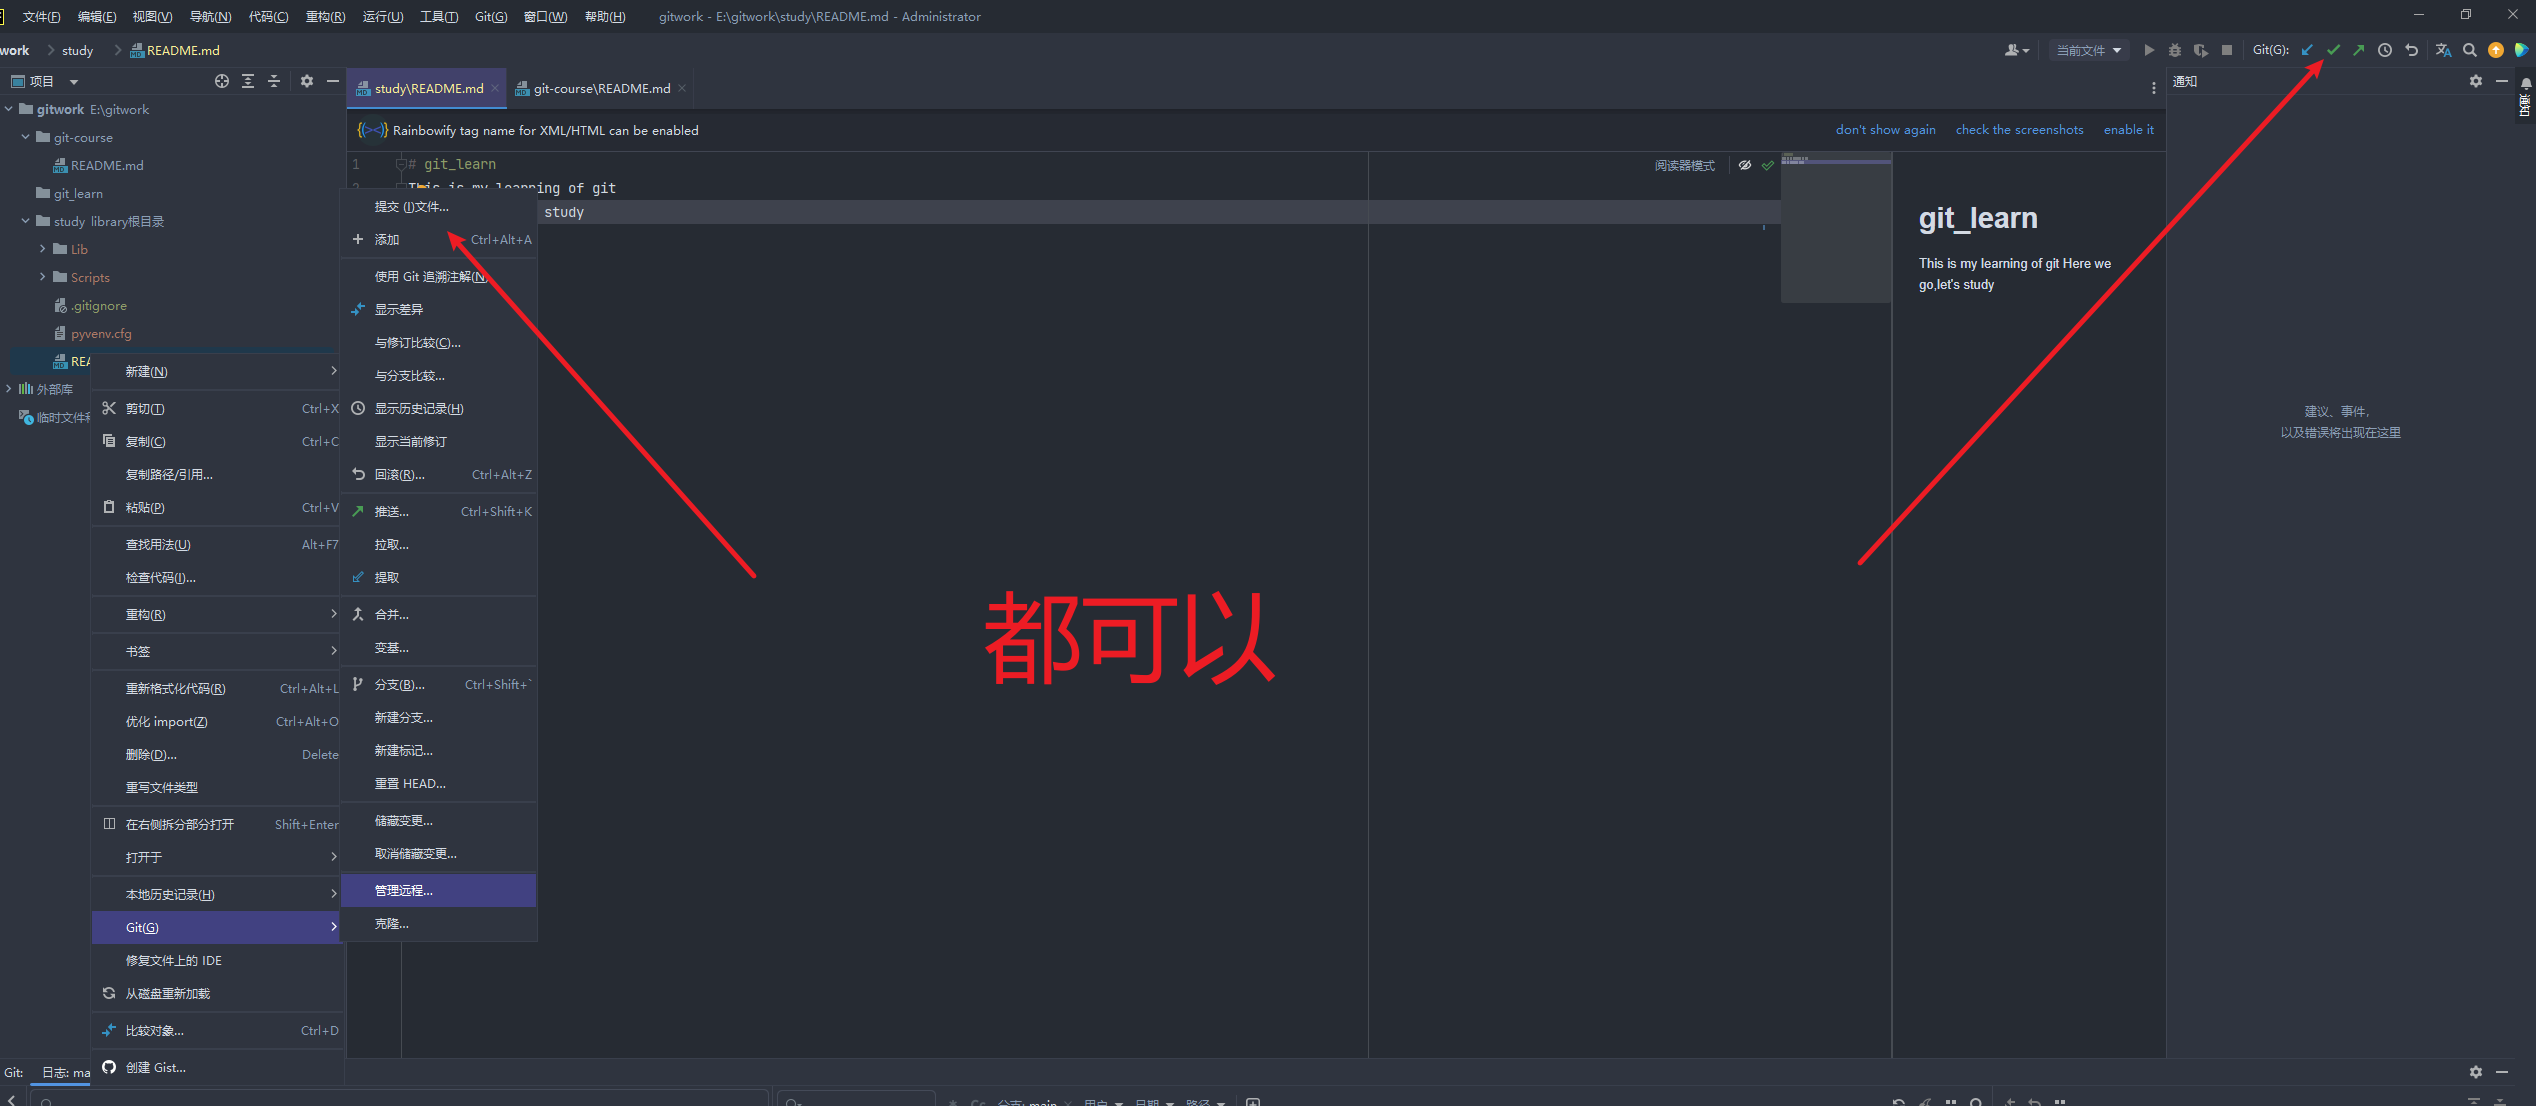 文件(F) 编辑(E) 视图(V) 导航(N) 代码(C) 重构(R) 运行(U) 工具(T) Git(G) 窗口(W) 帮助(H) gitwork - E:\gitwork\study\README.md - Administrator
work study README.md 当前文件 Git(G):
项目 study\README.md git-course\README.md 通知
通知
gitwork E:\gitwork
git-course
README.md
git_learn
study library根目录
Lib
Scripts
.gitignore
pyvenv.cfg
REA
外部库
临时文件和
Rainbowify tag name for XML/HTML can be enabled don't show again check the screenshots enable it
1 # git_learn 阅读器模式
2 This is my learning of git
study
git_learn
This is my learning of git Here we
go,let's study
建议、事件,
以及错误将出现在这里
新建(N)
剪切(T) Ctrl+X
复制(C) Ctrl+C
复制路径/引用...
粘贴(P) Ctrl+V
查找用法(U) Alt+F7
检查代码(I)...
重构(R)
书签
重新格式化代码(R) Ctrl+Alt+L
优化 import(Z) Ctrl+Alt+O
删除(D)... Delete
重写文件类型
在右侧拆分部分打开 Shift+Enter
打开于
本地历史记录(H)
Git(G)
修复文件上的 IDE
从磁盘重新加载
比较对象... Ctrl+D
创建 Gist...
提交 (I)文件...
添加 Ctrl+Alt+A
使用 Git 追溯注解(N)
显示差异
与修订比较(C)...
与分支比较...
显示历史记录(H)
显示当前修订
回滚(R)... Ctrl+Alt+Z
推送... Ctrl+Shift+K
拉取...
提取
合并...
变基...
分支(B)... Ctrl+Shift+`
新建分支...
新建标记...
重置 HEAD...
储藏变更...
取消储藏变更...
管理远程...
克隆...
都可以
Git: 日志: ma
Cc 分支: main 用户 日期 路径